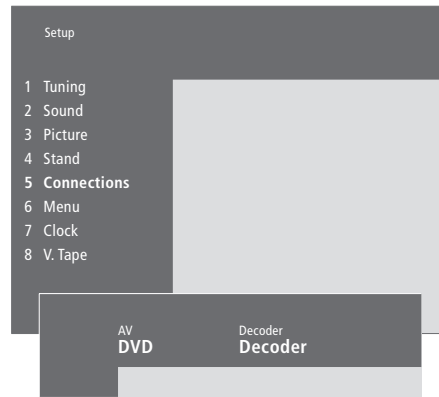 Setup
1 Tuning
2 Sound
3 Picture
4 Stand
5 Connections
6 Menu
7 Clock
8 V. Tape
AV Decoder
DVD Decoder